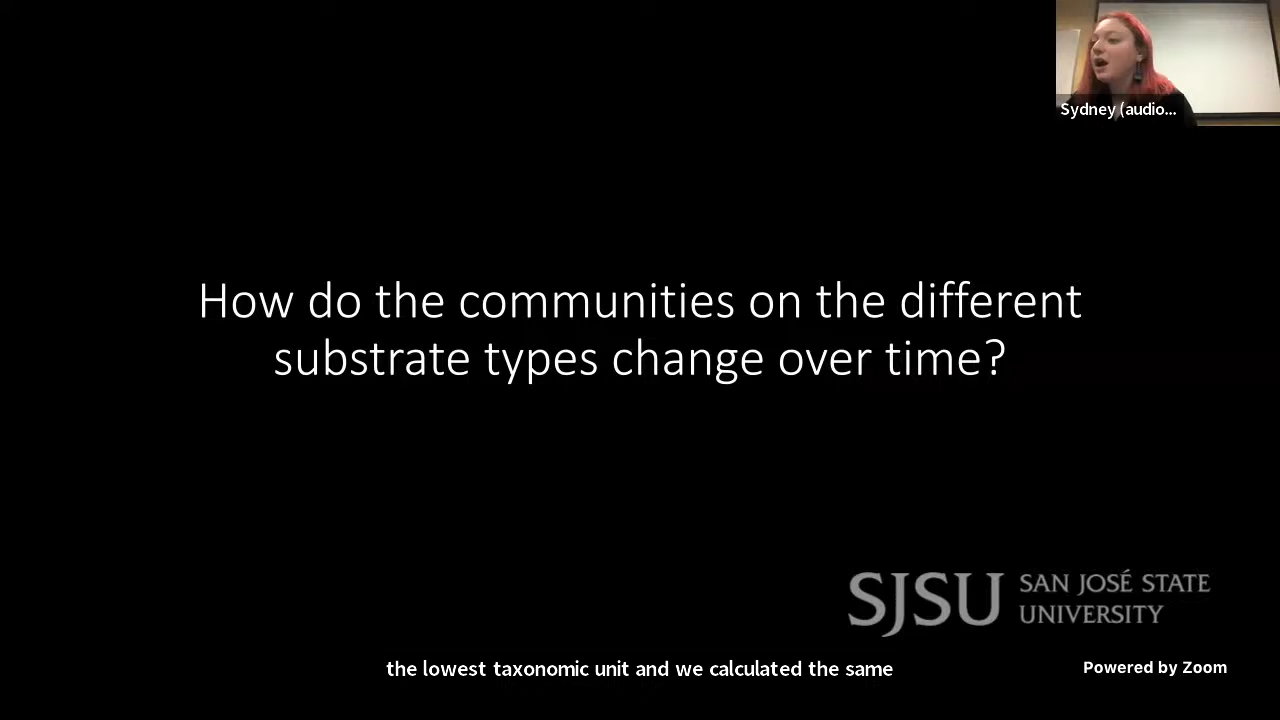 Sydney (audio...
How do the communities on the different
substrate types change over time?
SJSU SAN JOSÉ STATE
UNIVERSITY
the lowest taxonomic unit and we calculated the same
Powered by Zoom